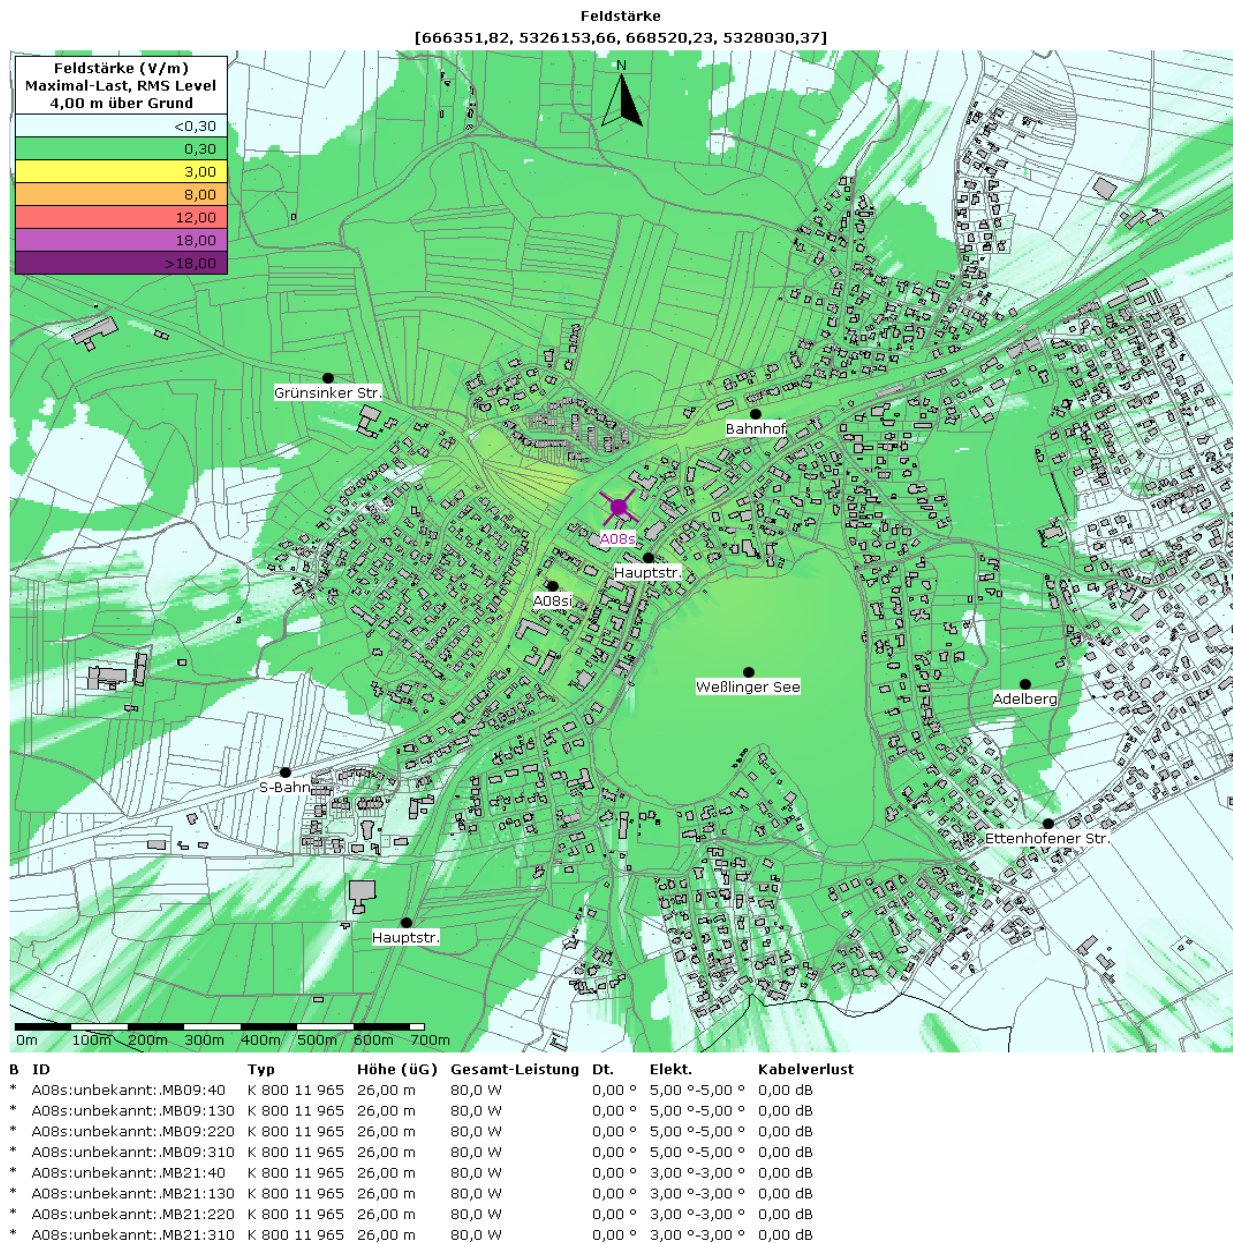 Feldstärke
[666351,82, 5326153,66, 668520,23, 5328030,37]
Feldstärke (V/m)
Maximal-Last, RMS Level
4,00 m über Grund
<0,30
0,30
3,00
8,00
12,00
18,00
>18,00
N
Grünsinker Str.
Bahnhof
A08s
Hauptstr.
A08si
Weßlinger See
Adelberg
S-Bahn
Ettenhofener Str.
Hauptstr.
0m 100m 200m 300m 400m 500m 600m 700m
B ID Typ Höhe (üG) Gesamt-Leistung Dt. Elekt. Kabelverlust
* A08s:unbekannt:.MB09:40 K 800 11 965 26,00 m 80,0 W 0,00 ° 5,00 °-5,00 ° 0,00 dB
* A08s:unbekannt:.MB09:130 K 800 11 965 26,00 m 80,0 W 0,00 ° 5,00 °-5,00 ° 0,00 dB
* A08s:unbekannt:.MB09:220 K 800 11 965 26,00 m 80,0 W 0,00 ° 5,00 °-5,00 ° 0,00 dB
* A08s:unbekannt:.MB09:310 K 800 11 965 26,00 m 80,0 W 0,00 ° 5,00 °-5,00 ° 0,00 dB
* A08s:unbekannt:.MB21:40 K 800 11 965 26,00 m 80,0 W 0,00 ° 3,00 °-3,00 ° 0,00 dB
* A08s:unbekannt:.MB21:130 K 800 11 965 26,00 m 80,0 W 0,00 ° 3,00 °-3,00 ° 0,00 dB
* A08s:unbekannt:.MB21:220 K 800 11 965 26,00 m 80,0 W 0,00 ° 3,00 °-3,00 ° 0,00 dB
* A08s:unbekannt:.MB21:310 K 800 11 965 26,00 m 80,0 W 0,00 ° 3,00 °-3,00 ° 0,00 dB